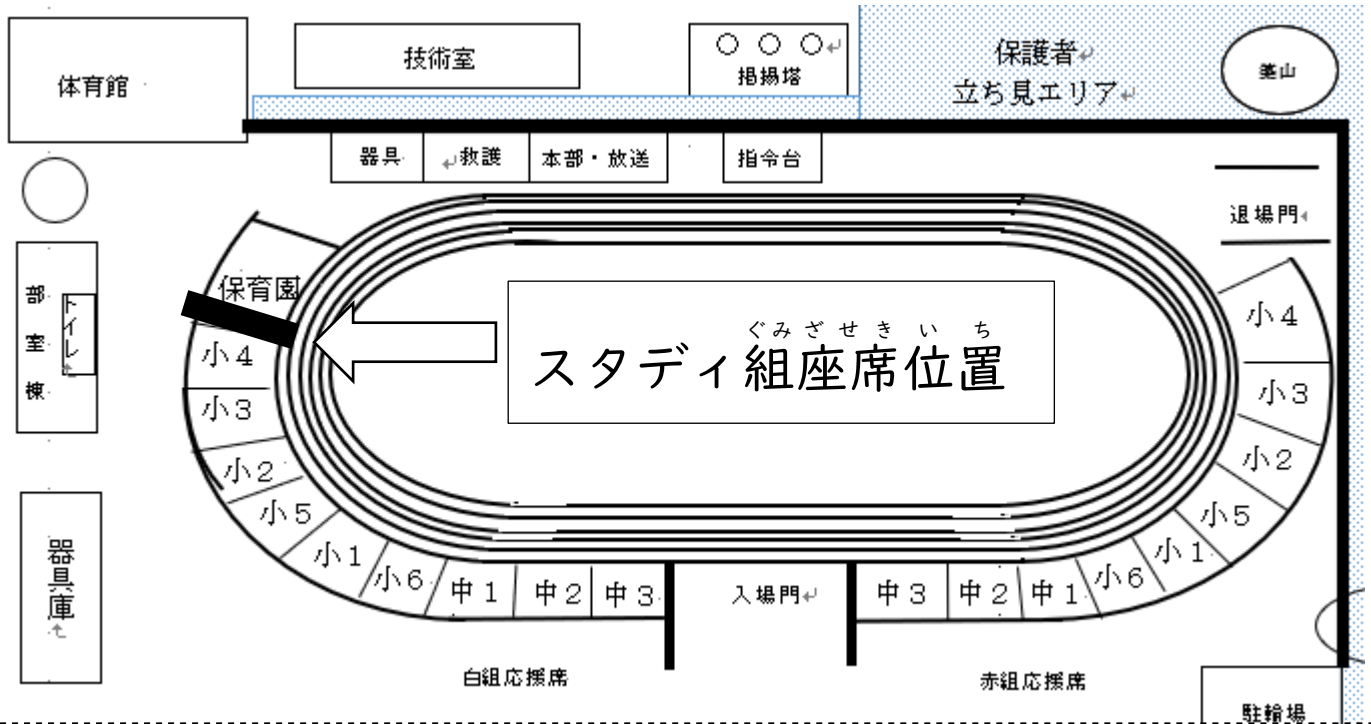 体育館
技術室
掲揚塔
保護者
立ち見エリア
築山
器具
救護
本部・放送
指令台
退場門
保育園
部室棟
トイレ
ぐみざせきいち
スタディ組座席位置
小4
小3
小2
小5
小1
小6
中1
中2
中3
入場門
中3
中2
中1
小6
小1
小5
小2
小3
小4
器具庫
白組応援席
赤組応援席
駐輪場